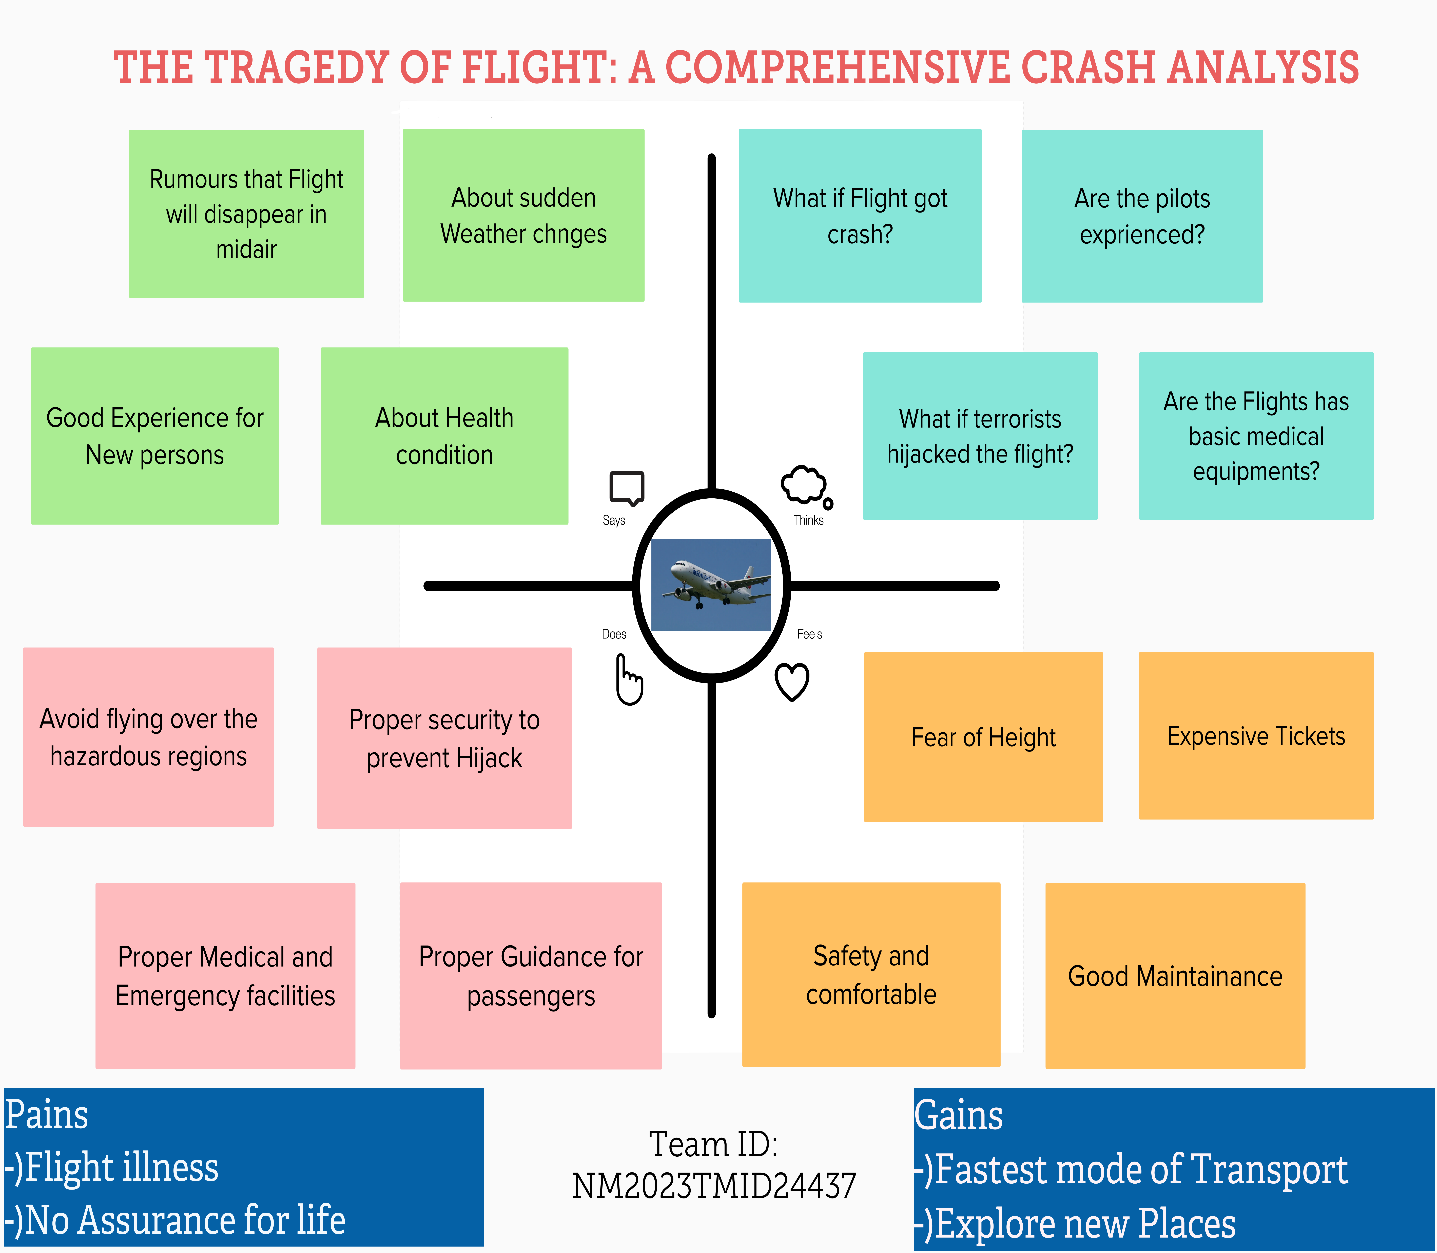 THE TRAGEDY OF FLIGHT: A COMPREHENSIVE CRASH ANALYSIS
Rumours that Flight
will disappear in
midair
About sudden
Weather chnges
What if Flight got
crash?
Are the pilots
exprienced?
Good Experience for
New persons
About Health
condition
What if terrorists
hijacked the flight?
Are the Flights has
basic medical
equipments?
Says
Thinks
Does
Feels
Avoid flying over the
hazardous regions
Proper security to
prevent Hijack
Fear of Height
Expensive Tickets
Proper Medical and
Emergency facilities
Proper Guidance for
passengers
Safety and
comfortable
Good Maintainance
Pains
-)Flight illness
-)No Assurance for life
Team ID:
NM2023TMID24437
Gains
-)Fastest mode of Transport
-)Explore new Places